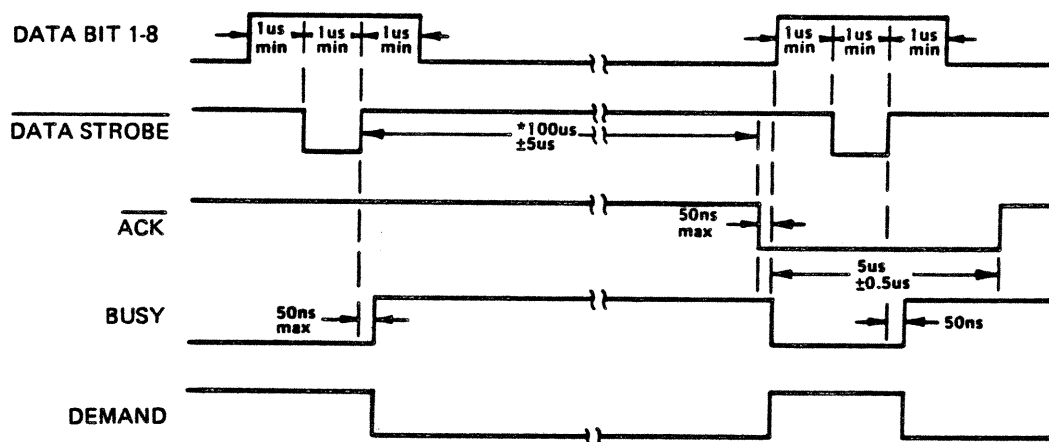 DATA BIT 1-8
1us min
1us min
1us min
1us min
1us min
1us min
DATA STROBE
*100us
±5us
ACK
50ns
max
5us
±0.5us
BUSY
50ns
max
50ns
DEMAND